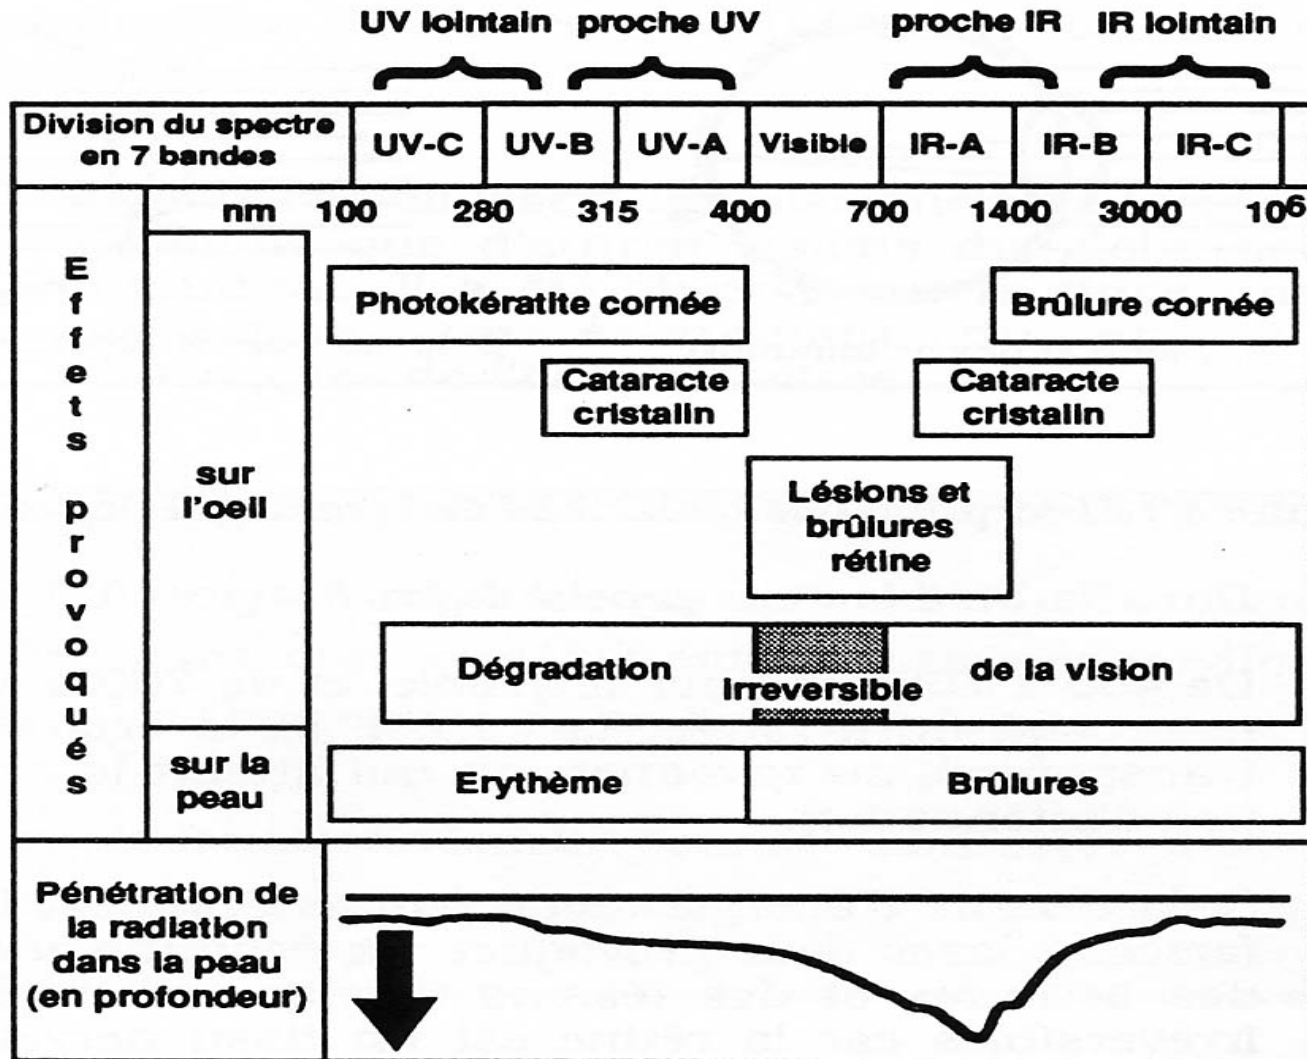 UV lointain proche UV proche IR IR lointain
Division du spectre
en 7 bandes
UV-C UV-B UV-A Visible IR-A IR-B IR-C
nm 100 280 315 400 700 1400 3000 10⁶
Effets provoqués
sur
l'oeil
Photokératite cornée Brûlure cornée
Cataracte
cristalin
Cataracte
cristalin
Lésions et
brûlures
rétine
Dégradation de la vision
irreversible
sur la
peau
Erythème Brûlures
Pénétration de
la radiation
dans la peau
(en profondeur)